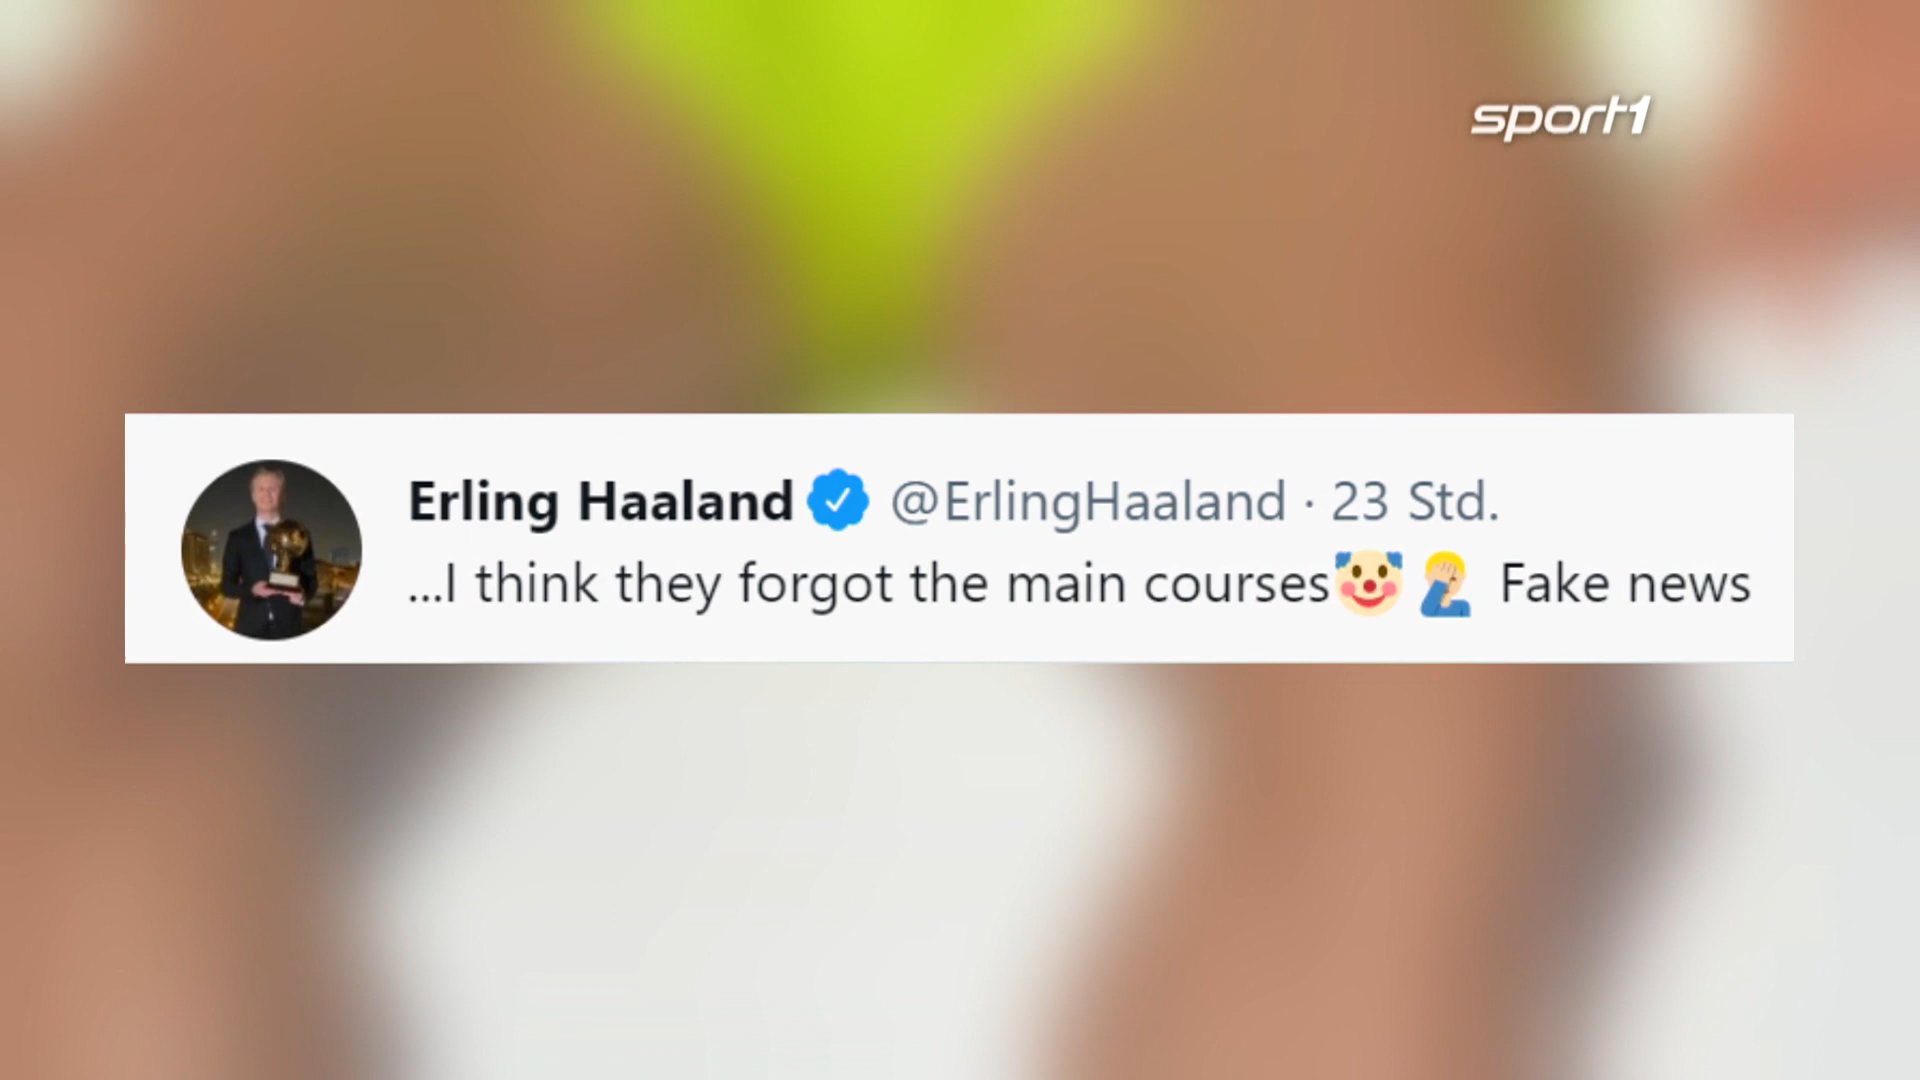 sport1
Erling Haaland @ErlingHaaland · 23 Std.
...I think they forgot the main courses🤡 🤦🏼‍♂️ Fake news